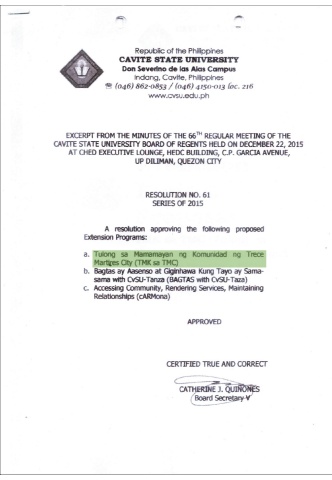 Republic of the Philippines
CAVITE STATE UNIVERSITY
Don Severino de las Alas Campus
Indang, Cavite, Philippines
☏ (046) 862-0853 / (046) 4150-013 loc. 216
www.cvsu.edu.ph
EXCERPT FROM THE MINUTES OF THE 66TH REGULAR MEETING OF THE
CAVITE STATE UNIVERSITY BOARD OF REGENTS HELD ON DECEMBER 22, 2015
AT CHED EXECUTIVE LOUNGE, HEDC BUILDING, C.P. GARCIA AVENUE,
UP DILIMAN, QUEZON CITY
RESOLUTION NO. 61
SERIES OF 2015
A resolution approving the following proposed
Extension Programs:
a. Tulong sa Mamamayan ng Komunidad ng Trece
Martires City (TMK sa TMC)
b. Bagtas ay Aasenso at Giginhawa Kung Tayo ay Sama-
sama with CvSU-Tanza (BAGTAS with CvSU-Taza)
c. Accessing Community, Rendering Services, Maintaining
Relationships (cARMona)
APPROVED
CERTIFIED TRUE AND CORRECT
CATHERINE J. QUIÑONES
Board Secretary V